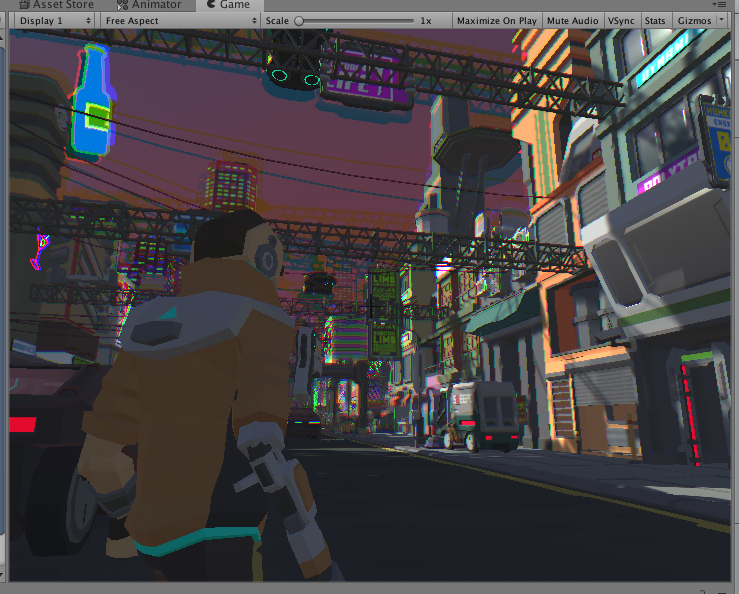 Asset Store
Animator
Game
Display 1
Free Aspect
Scale
1x
Maximize On Play
Mute Audio
VSync
Stats
Gizmos
LIME
LIME